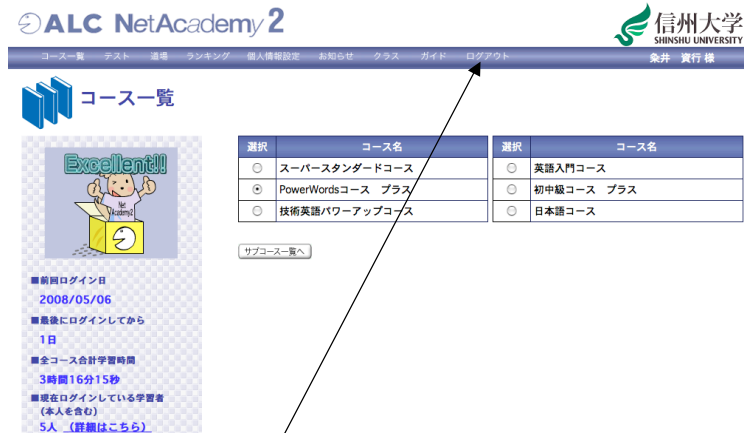 ALC NetAcademy 2
信州大学
SHINSHU UNIVERSITY
コース一覧 テスト 道場 ランキング 個人情報設定 お知らせ クラス ガイド ログアウト
粂井 資行 様
コース一覧
Excellent!!
Net Academy2
選択 コース名 選択 コース名
スーパースタンダードコース 英語入門コース
PowerWordsコース プラス 初中級コース プラス
技術英語パワーアップコース 日本語コース
サブコース一覧へ
■前回ログイン日
2008/05/06
■最後にログインしてから
1日
■全コース合計学習時間
3時間16分15秒
■現在ログインしている学習者
(本人を含む)
5人 (詳細はこちら)